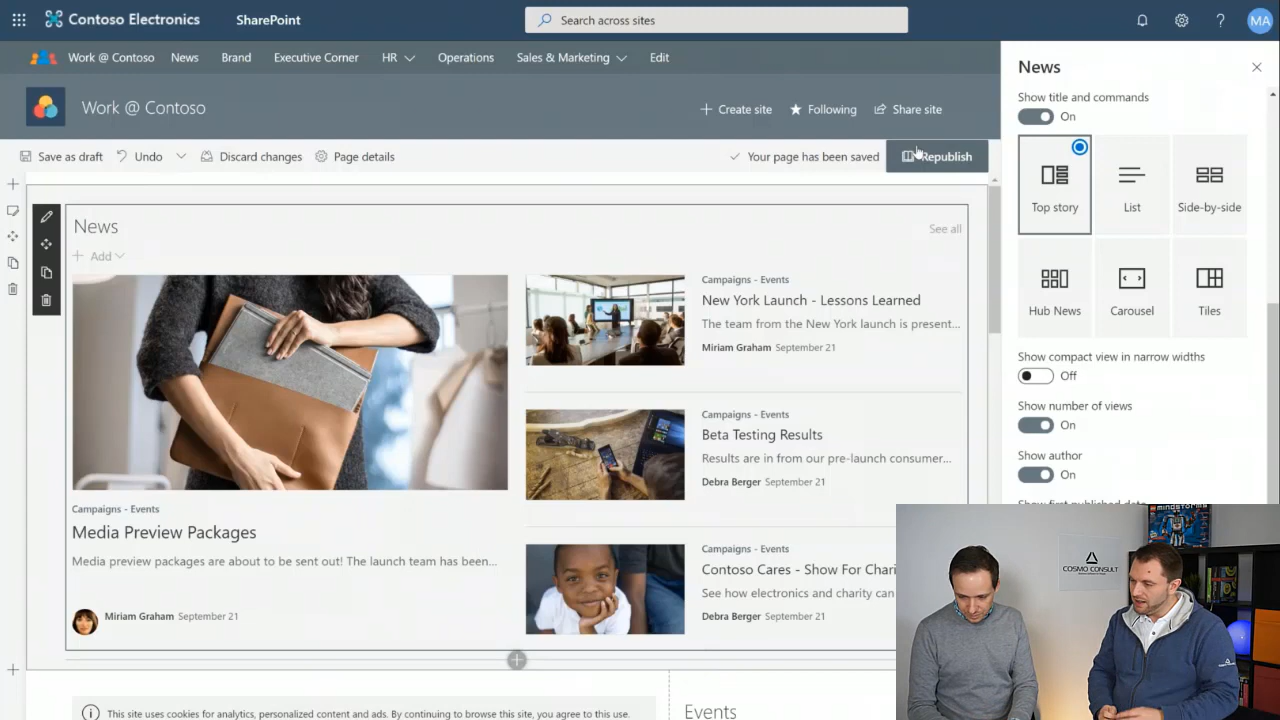 Contoso Electronics
SharePoint
Search across sites
MA
Work @ Contoso
News
Brand
Executive Corner
HR
Operations
Sales & Marketing
Edit
Work @ Contoso
Create site
Following
Share site
Save as draft
Undo
Discard changes
Page details
Your page has been saved
Republish
News
See all
Add
Campaigns - Events
Media Preview Packages
Media preview packages are about to be sent out! The launch team has been...
Miriam Graham September 21
Campaigns - Events
New York Launch - Lessons Learned
The team from the New York launch is present...
Miriam Graham September 21
Campaigns - Events
Beta Testing Results
Results are in from our pre-launch consumer...
Debra Berger September 21
Campaigns - Events
Contoso Cares - Show For Chari
See how electronics and charity can
Debra Berger September 21
This site uses cookies for analytics, personalized content and ads. By continuing to browse this site, you agree to this use.
Events
News
Show title and commands
On
Top story
List
Side-by-side
Hub News
Carousel
Tiles
Show compact view in narrow widths
Off
Show number of views
On
Show author
On
Show first published date
MINDSTORMS
COSMO CONSULT